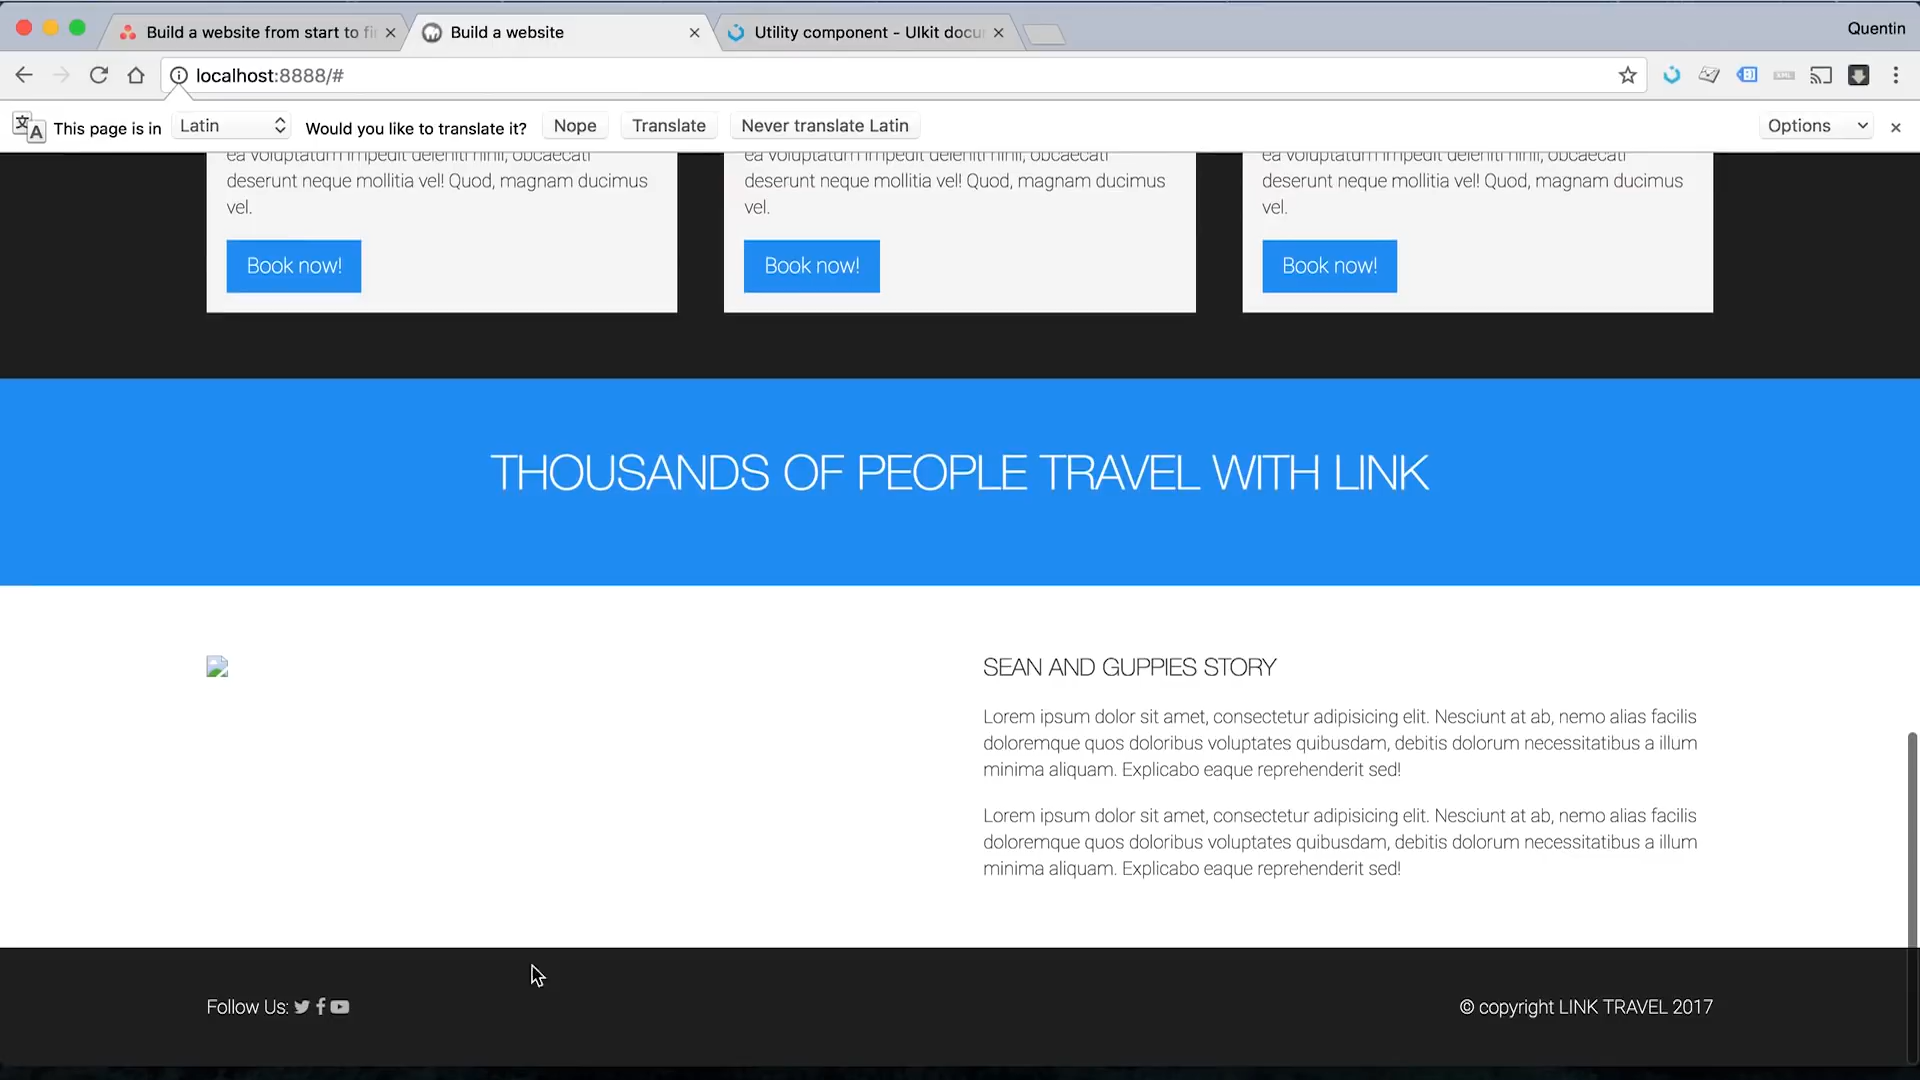 Build a website from start to fi
Build a website
Utility component - UIkit docu
Quentin
localhost:8888/#
This page is in
Latin
Would you like to translate it?
Nope
Translate
Never translate Latin
Options
ea voluptatum impedit deleniti nihil, obcaecati
deserunt neque mollitia vel! Quod, magnam ducimus
vel.
Book now!
ea voluptatum impedit deleniti nihil, obcaecati
deserunt neque mollitia vel! Quod, magnam ducimus
vel.
Book now!
ea voluptatum impedit deleniti nihil, obcaecati
deserunt neque mollitia vel! Quod, magnam ducimus
vel.
Book now!
THOUSANDS OF PEOPLE TRAVEL WITH LINK
SEAN AND GUPPIES STORY
Lorem ipsum dolor sit amet, consectetur adipisicing elit. Nesciunt at ab, nemo alias facilis
doloremque quos doloribus voluptates quibusdam, debitis dolorum necessitatibus a illum
minima aliquam. Explicabo eaque reprehenderit sed!
Lorem ipsum dolor sit amet, consectetur adipisicing elit. Nesciunt at ab, nemo alias facilis
doloremque quos doloribus voluptates quibusdam, debitis dolorum necessitatibus a illum
minima aliquam. Explicabo eaque reprehenderit sed!
Follow Us:
© copyright LINK TRAVEL 2017